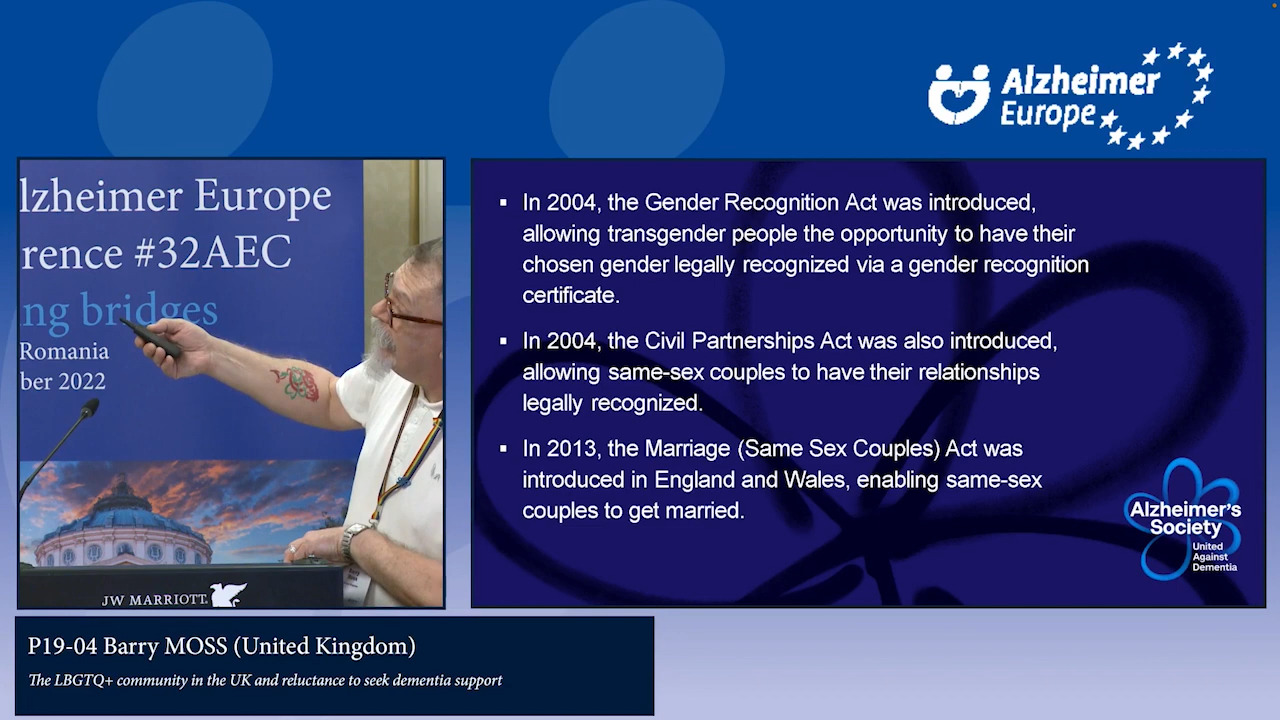 Alzheimer
Europe
lzheimer Europe
rence #32AEC
ng bridges
Romania
ber 2022
JW MARRIOTT
▪ In 2004, the Gender Recognition Act was introduced,
allowing transgender people the opportunity to have their
chosen gender legally recognized via a gender recognition
certificate.
▪ In 2004, the Civil Partnerships Act was also introduced,
allowing same-sex couples to have their relationships
legally recognized.
▪ In 2013, the Marriage (Same Sex Couples) Act was
introduced in England and Wales, enabling same-sex
couples to get married.
Alzheimer's
Society
United
Against
Dementia
P19-04 Barry MOSS (United Kingdom)
The LBGTQ+ community in the UK and reluctance to seek dementia support